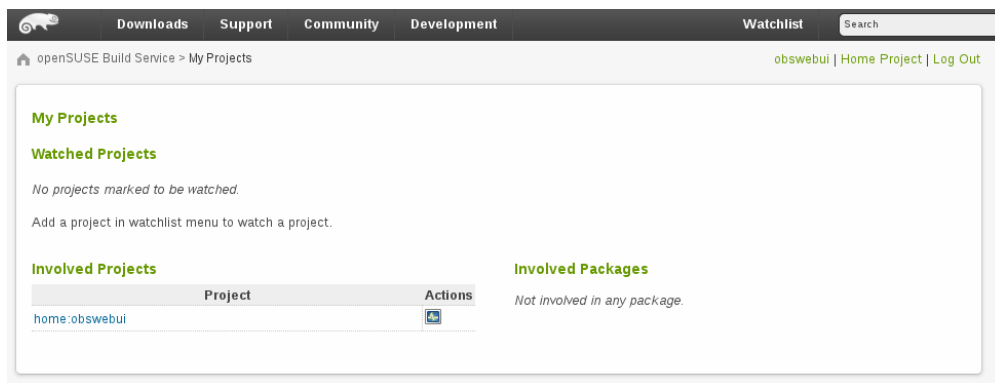 Downloads Support Community Development Watchlist Search
openSUSE Build Service > My Projects obswebui | Home Project | Log Out
My Projects
Watched Projects
No projects marked to be watched.
Add a project in watchlist menu to watch a project.
Involved Projects
Project Actions
home:obswebui
Involved Packages
Not involved in any package.